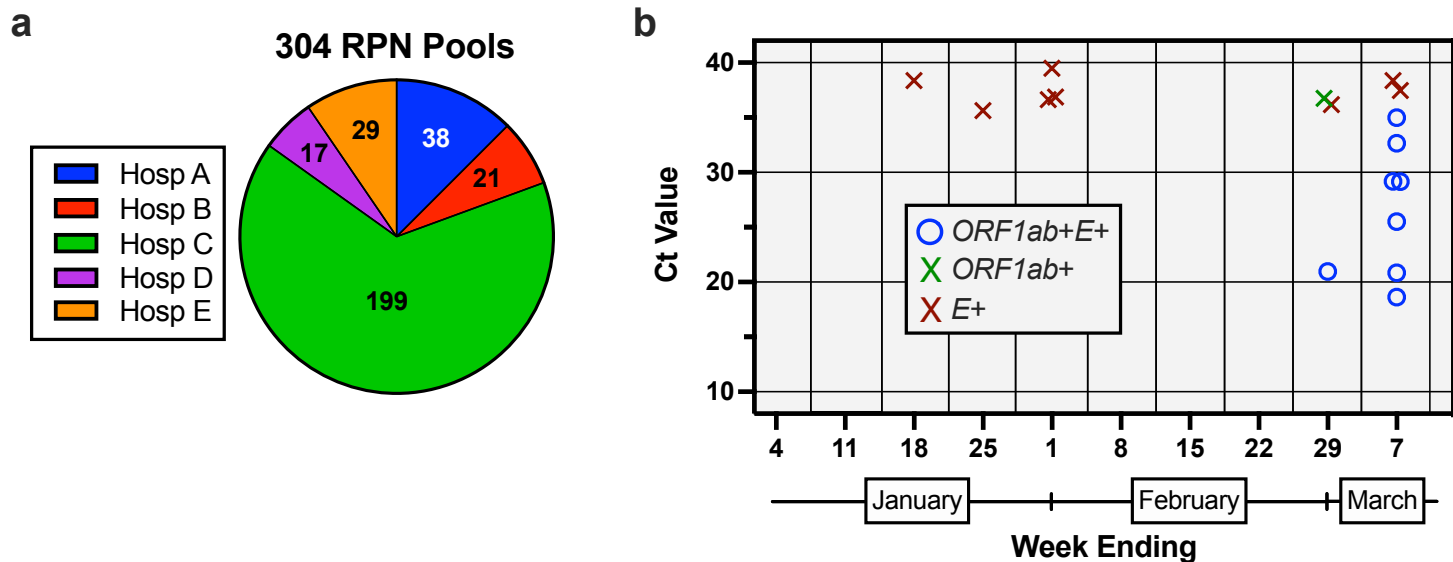 a
304 RPN Pools
Hosp A
Hosp B
Hosp C
Hosp D
Hosp E
38
21
199
17
29
b
Ct Value
40
30
20
10
ORF1ab+E+
ORF1ab+
E+
4 11 18 25 1 8 15 22 29 7
January February March
Week Ending